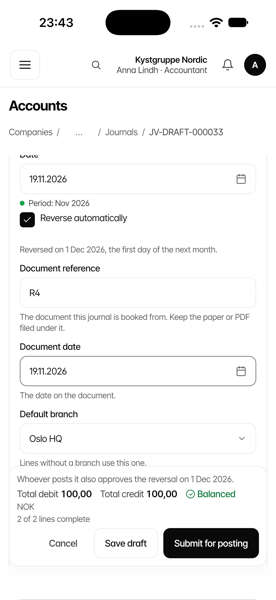 23:43
Kystgruppe Nordic
Anna Lindh · Accountant
A
Accounts
Companies / ... / Journals / JV-DRAFT-000033
Date
19.11.2026
Period: Nov 2026
Reverse automatically
Reversed on 1 Dec 2026, the first day of the next month.
Document reference
R4
The document this journal is booked from. Keep the paper or PDF
filed under it.
Document date
19.11.2026
The date on the document.
Default branch
Oslo HQ
Lines without a branch use this one.
Whoever posts it also approves the reversal on 1 Dec 2026.
Total debit 100,00 Total credit 100,00 Balanced
NOK
2 of 2 lines complete
Cancel Save draft Submit for posting